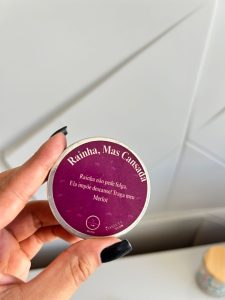 Rainha, Mas Cansada
Rainha não pede folga.
Ela impõe descanso! Traga meu
Merlot